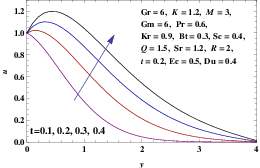 Gr = 6, K = 1.2, M = 3,
Gm = 6, Pr = 0.6,
Kr = 0.9, Bt = 0.3, Sc = 0.4,
Q = 1.5, Sr = 1.2, R = 2,
t = 0.2, Ec = 0.5, Du = 0.4
1.2
1.0
0.8
0.6
0.4
0.2
0.0
u
t=0.1, 0.2, 0.3, 0.4
0 1 2 3 4
y